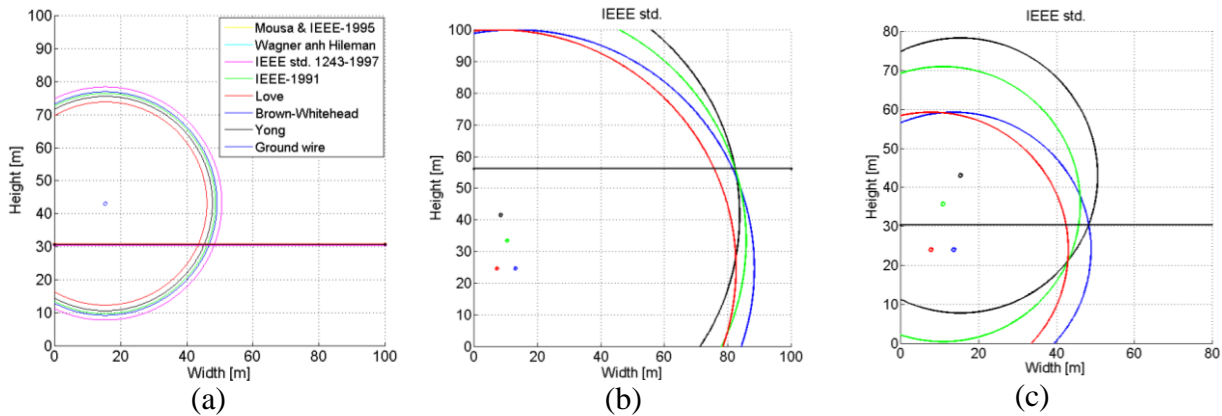 Height [m]
100
90
80
70
60
50
40
30
20
10
0
0 20 40 60 80 100
Width [m]
Mousa & IEEE-1995
Wagner anh Hileman
IEEE std. 1243-1997
IEEE-1991
Love
Brown-Whitehead
Yong
Ground wire
(a)
IEEE std.
Height [m]
100
90
80
70
60
50
40
30
20
10
0
0 20 40 60 80 100
Width [m]
(b)
IEEE std.
Height [m]
80
70
60
50
40
30
20
10
0
0 20 40 60 80
Width [m]
(c)